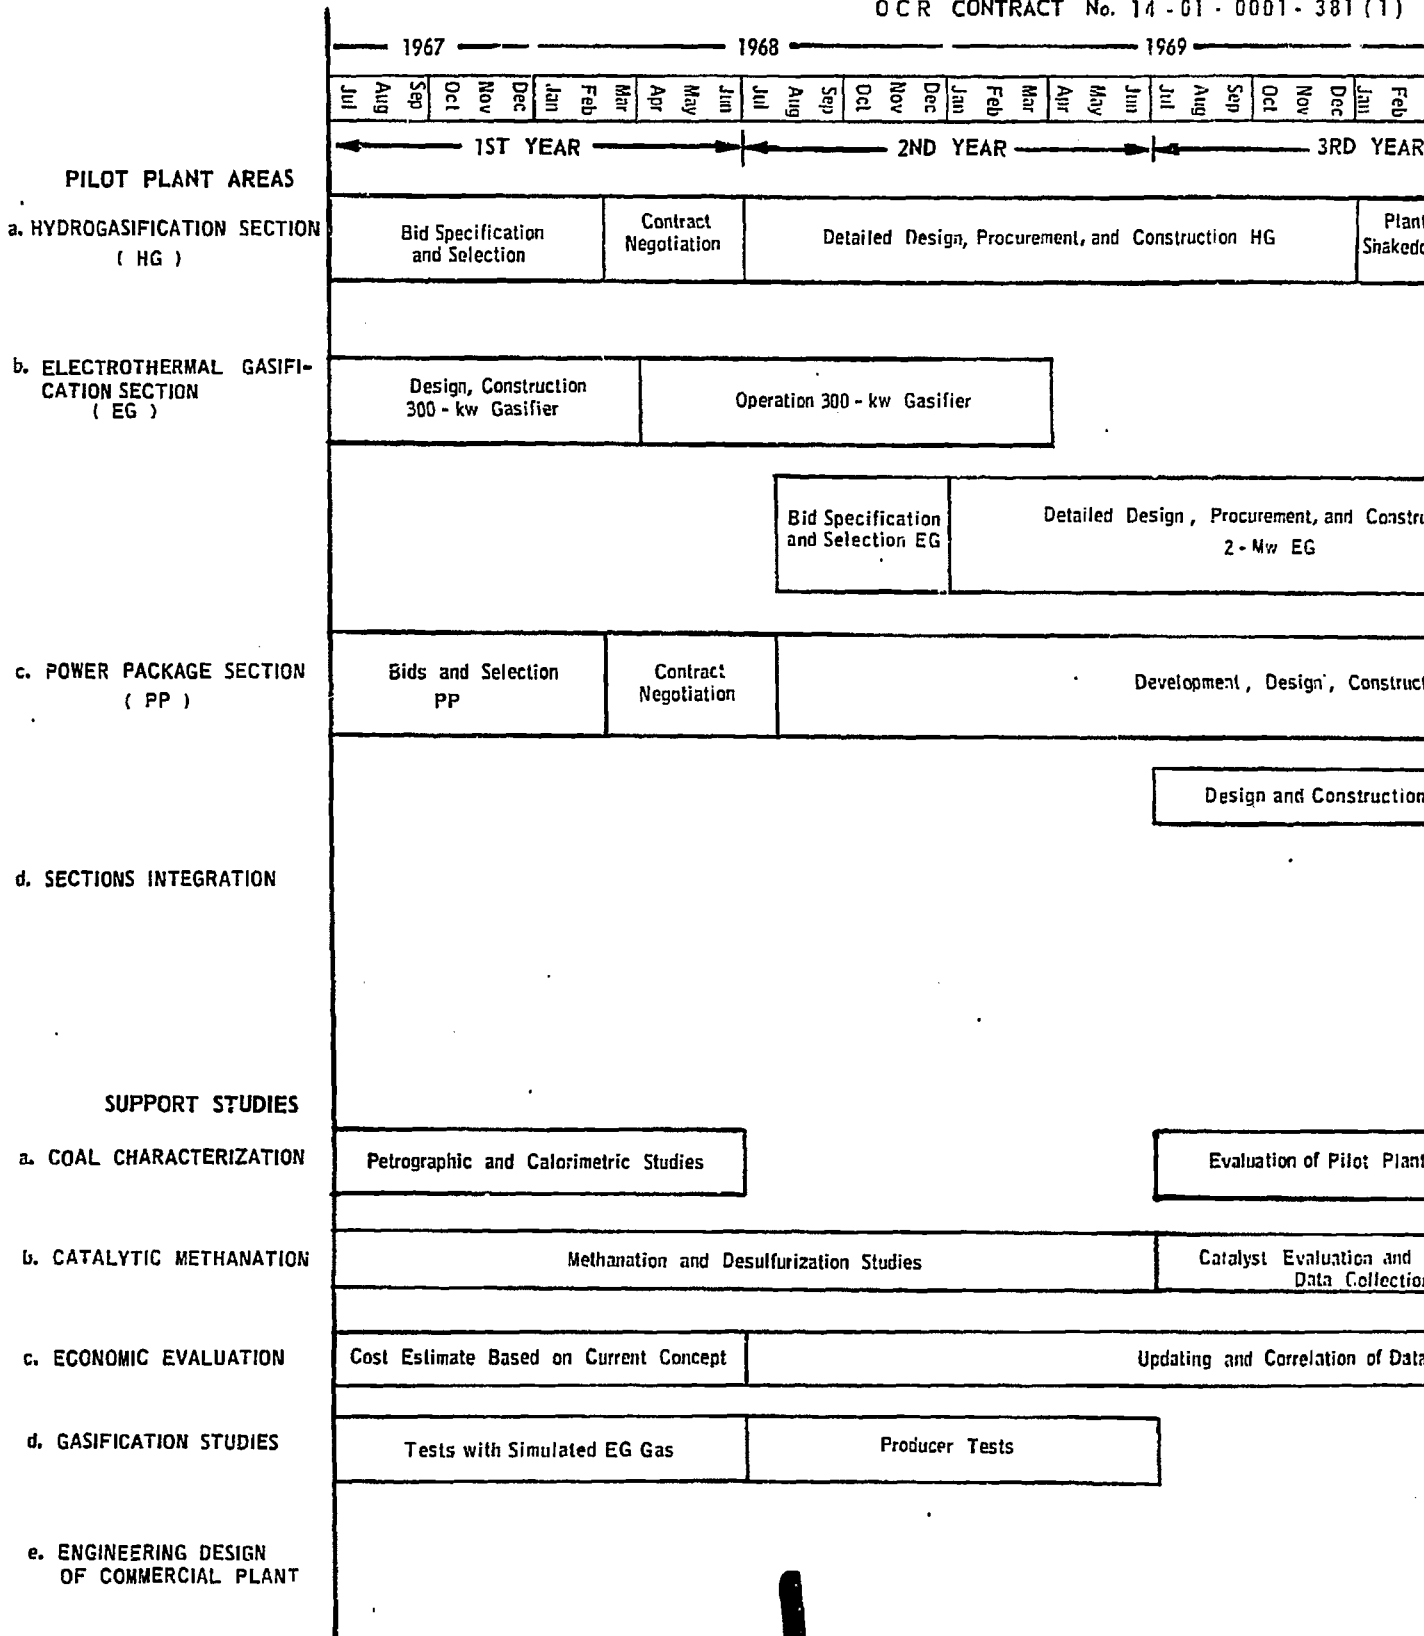 OCR CONTRACT No. 14-01-0001-381(1)
1967 1968 1969
Jul Aug Sep Oct Nov Dec Jan Feb Mar Apr May Jun Jul Aug Sep Oct Nov Dec Jan Feb Mar Apr May Jun Jul Aug Sep Oct Nov Dec Jan Feb
1ST YEAR 2ND YEAR 3RD YEAR
PILOT PLANT AREAS
a. HYDROGASIFICATION SECTION
( HG )
Bid Specification
and Selection
Contract
Negotiation
Detailed Design, Procurement, and Construction HG
Plant
Shakedo
b. ELECTROTHERMAL GASIFI-
CATION SECTION
( EG )
Design, Construction
300-kw Gasifier
Operation 300-kw Gasifier
Bid Specification
and Selection EG
Detailed Design, Procurement, and Constru
2-Mw EG
c. POWER PACKAGE SECTION
( PP )
Bids and Selection
PP
Contract
Negotiation
Development, Design, Construct
Design and Construction
d. SECTIONS INTEGRATION
SUPPORT STUDIES
a. COAL CHARACTERIZATION
Petrographic and Calorimetric Studies
Evaluation of Pilot Plant
b. CATALYTIC METHANATION
Methanation and Desulfurization Studies
Catalyst Evaluation and
Data Collection
c. ECONOMIC EVALUATION
Cost Estimate Based on Current Concept
Updating and Correlation of Data
d. GASIFICATION STUDIES
Tests with Simulated EG Gas
Producer Tests
e. ENGINEERING DESIGN
OF COMMERCIAL PLANT